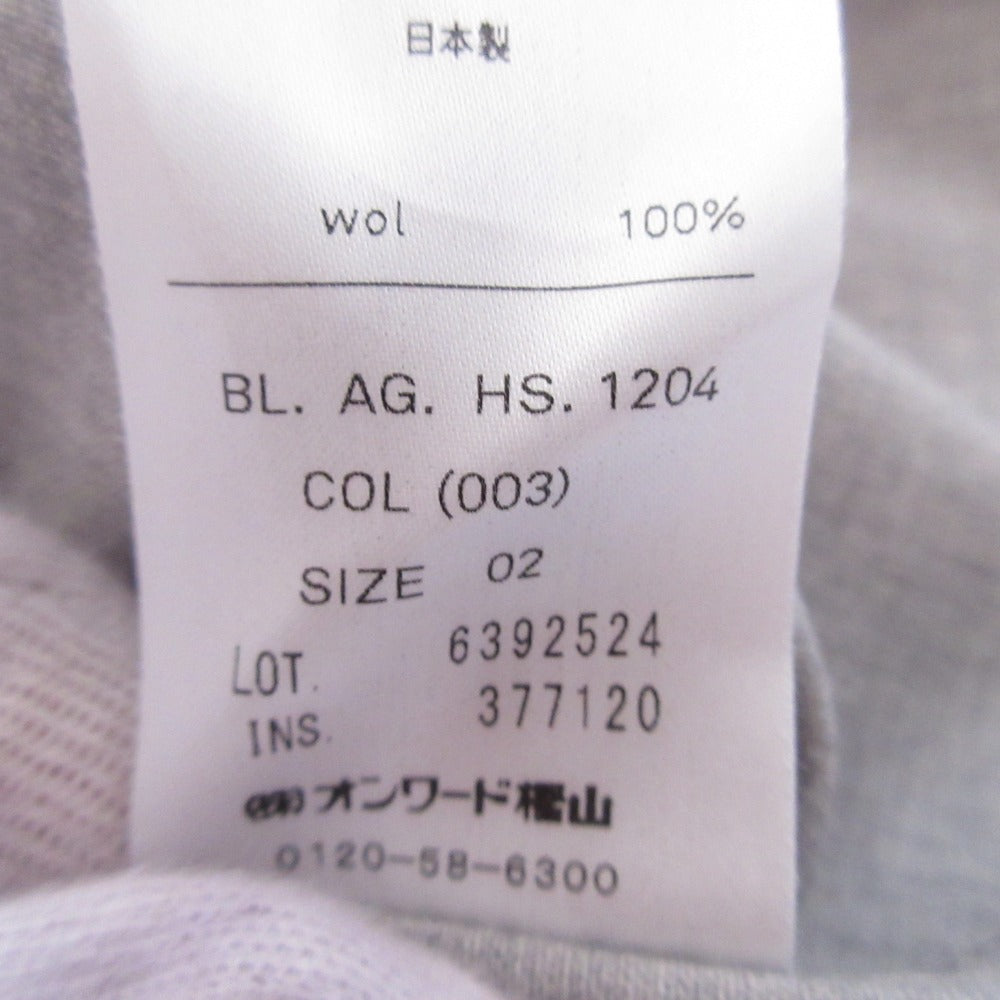 日本製
wol 100%
BL. AG. HS. 1204
COL (003)
SIZE 02
LOT. 6392524
INS. 377120
㈱オンワード樫山
0120-58-6300